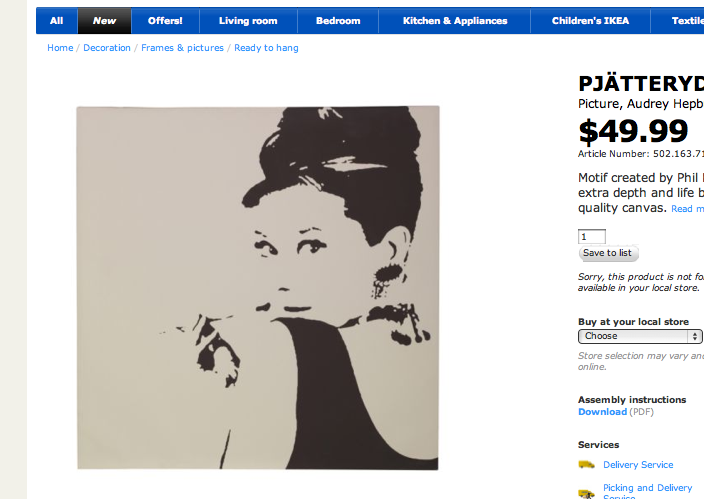 All New Offers! Living room Bedroom Kitchen & Appliances Children's IKEA Textile
Home / Decoration / Frames & pictures / Ready to hang
PJÄTTERYD
Picture, Audrey Hepb
$49.99
Article Number: 502.163.71
Motif created by Phil
extra depth and life b
quality canvas. Read m
1
Save to list
Sorry, this product is not fo
available in your local store.
Buy at your local store
Choose
Store selection may vary and
online.
Assembly instructions
Download (PDF)
Services
Delivery Service
Picking and Delivery
Service